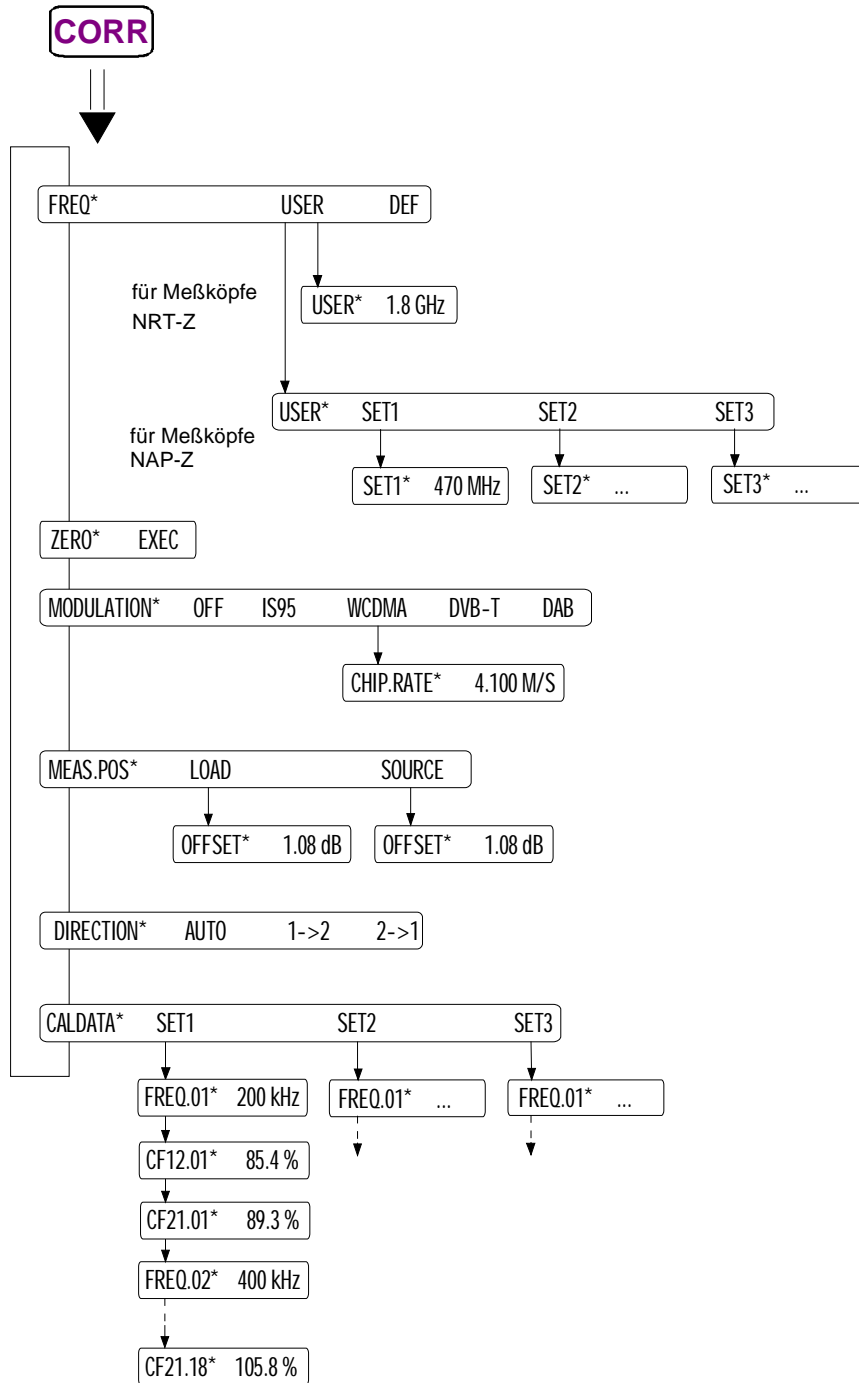 CORR
FREQ* USER DEF
für Meßköpfe
NRT-Z
USER* 1.8 GHz
USER* SET1 SET2 SET3
für Meßköpfe
NAP-Z
SET1* 470 MHz SET2* ... SET3* ...
ZERO* EXEC
MODULATION* OFF IS95 WCDMA DVB-T DAB
CHIP.RATE* 4.100 M/S
MEAS.POS* LOAD SOURCE
OFFSET* 1.08 dB OFFSET* 1.08 dB
DIRECTION* AUTO 1->2 2->1
CALDATA* SET1 SET2 SET3
FREQ.01* 200 kHz FREQ.01* ... FREQ.01* ...
CF12.01* 85.4 %
CF21.01* 89.3 %
FREQ.02* 400 kHz
CF21.18* 105.8 %